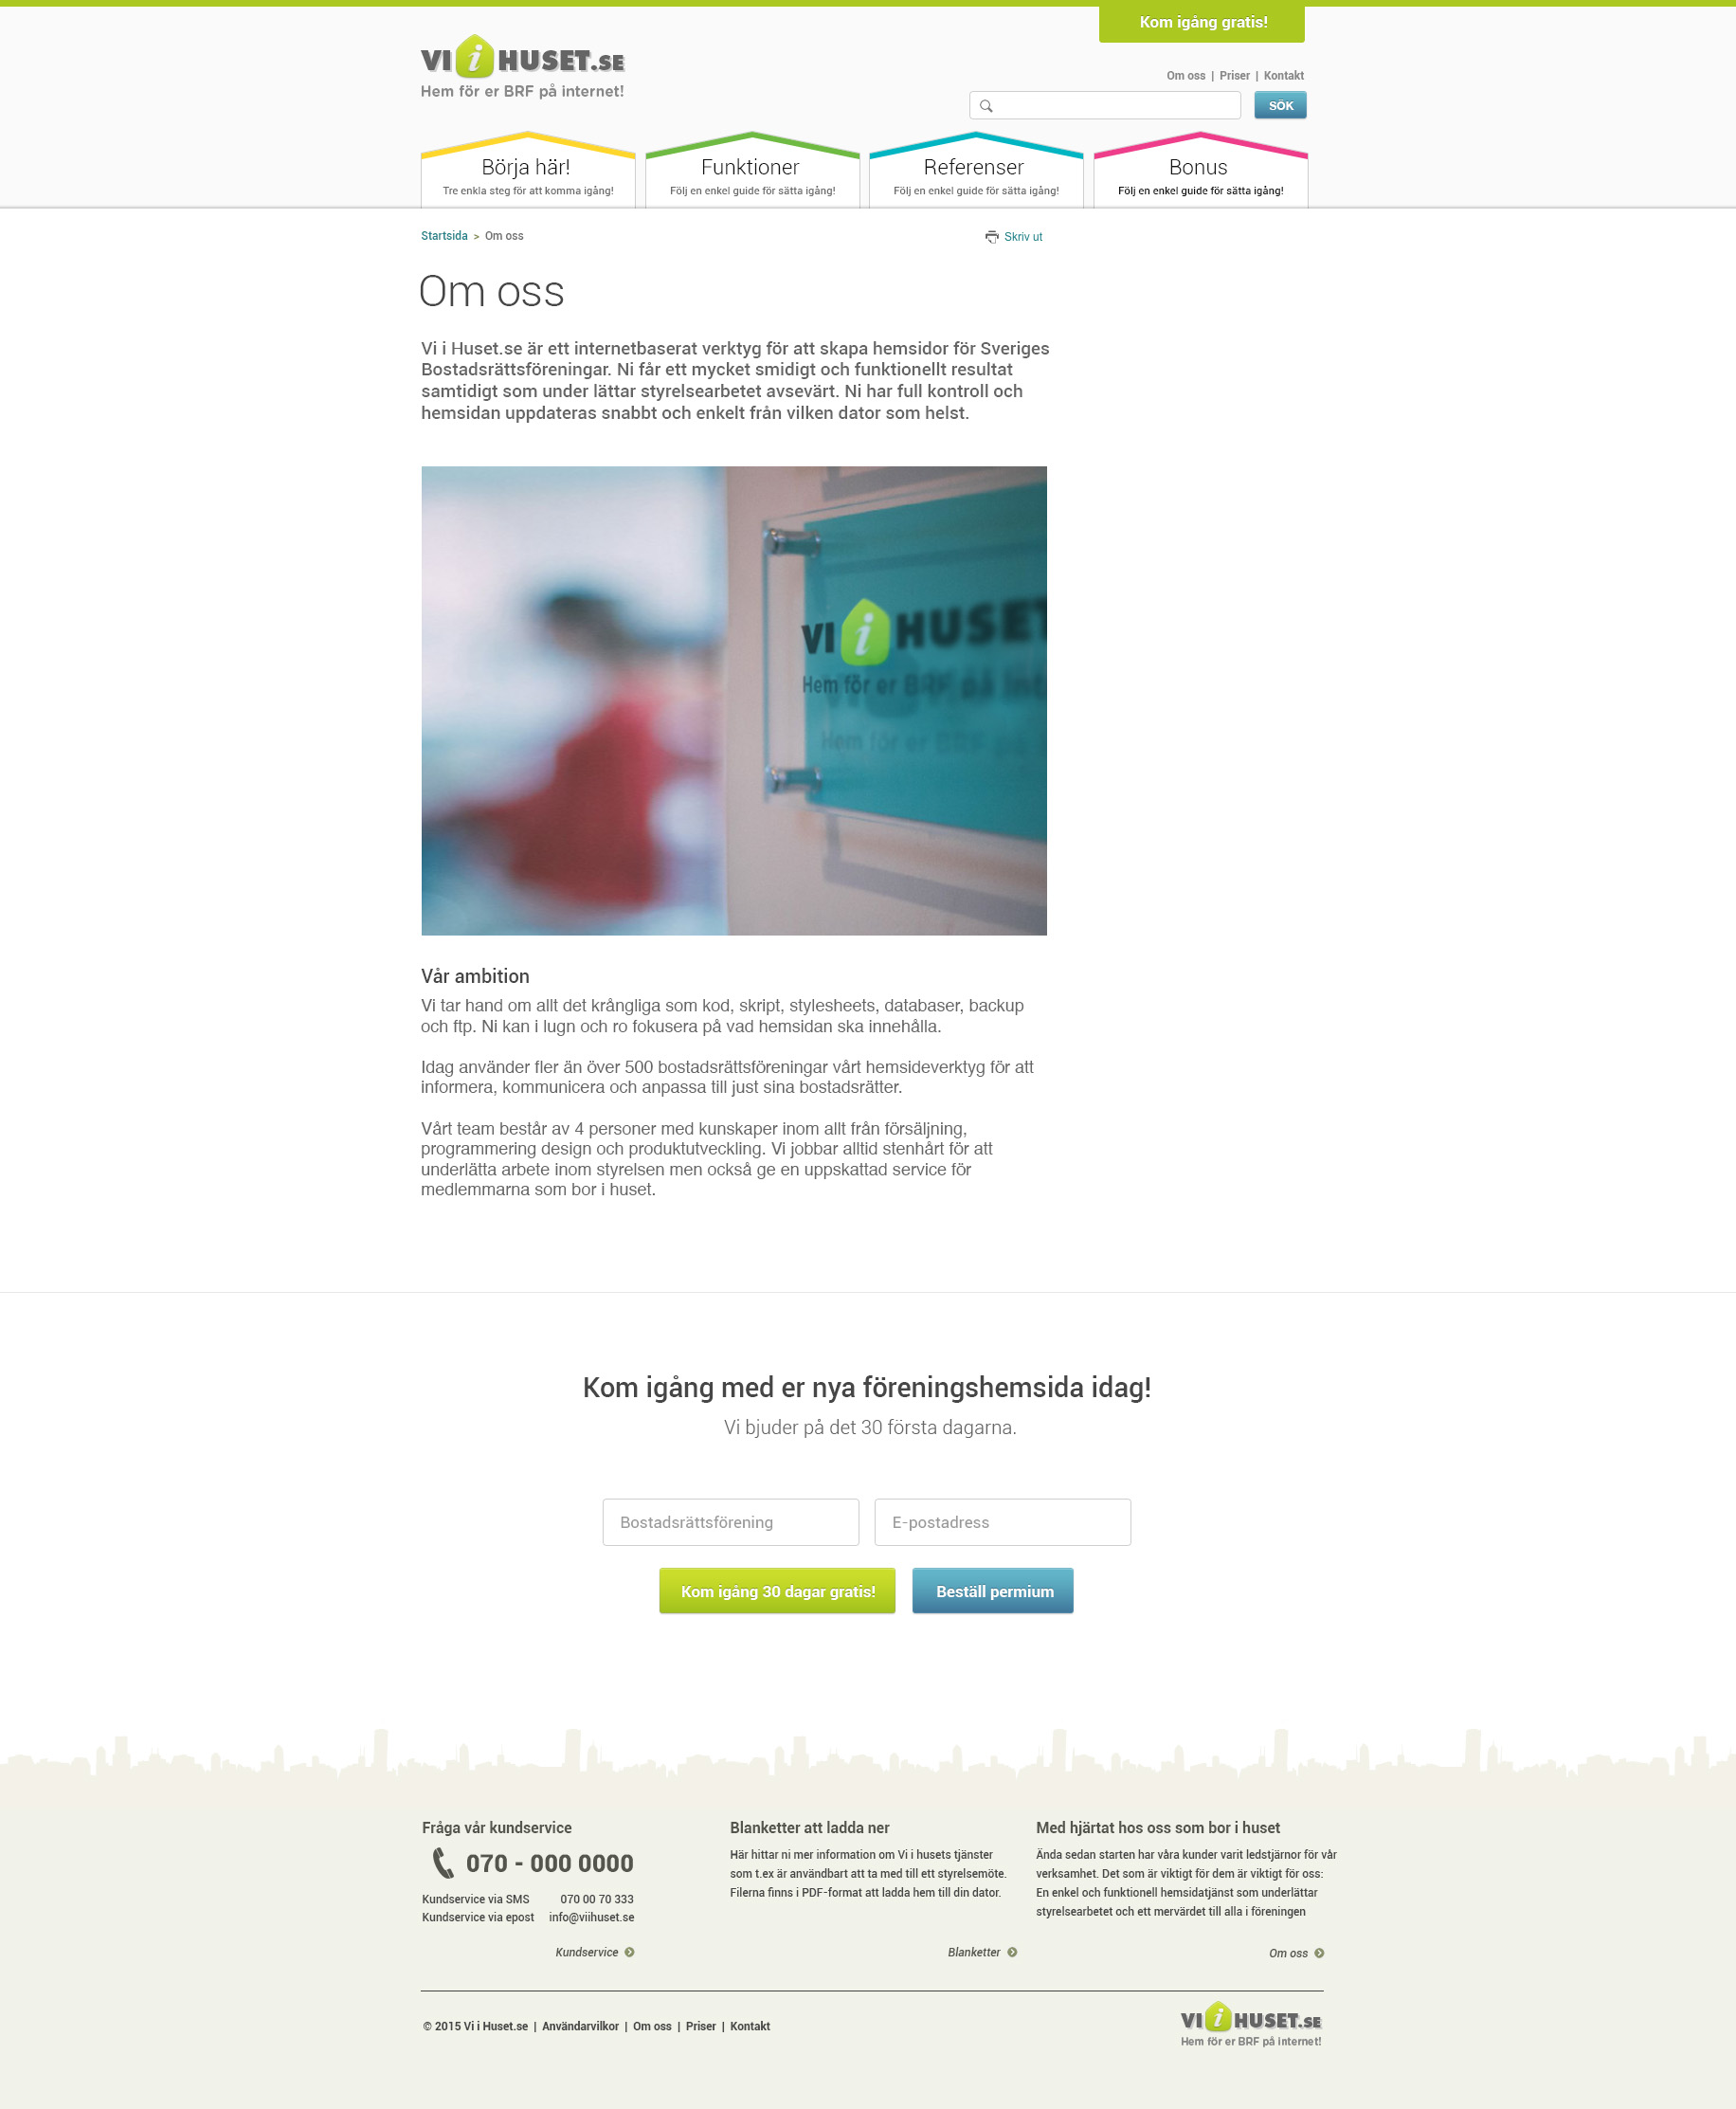 Kom igång gratis!
VI i HUSET.SE
Hem för er BRF på internet!
Om oss | Priser | Kontakt
SÖK
Börja här!
Tre enkla steg för att komma igång!
Funktioner
Följ en enkel guide för sätta igång!
Referenser
Följ en enkel guide för sätta igång!
Bonus
Följ en enkel guide för sätta igång!
Startsida > Om oss
Skriv ut
Om oss
Vi i Huset.se är ett internetbaserat verktyg för att skapa hemsidor för Sveriges
Bostadsrättsföreningar. Ni får ett mycket smidigt och funktionellt resultat
samtidigt som under lättar styrelsearbetet avsevärt. Ni har full kontroll och
hemsidan uppdateras snabbt och enkelt från vilken dator som helst.
VI i HUSET
Hem för er BRF på int
Hem för er BRF på
Vår ambition
Vi tar hand om allt det krångliga som kod, skript, stylesheets, databaser, backup
och ftp. Ni kan i lugn och ro fokusera på vad hemsidan ska innehålla.
Idag använder fler än över 500 bostadsrättsföreningar vårt hemsideverktyg för att
informera, kommunicera och anpassa till just sina bostadsrätter.
Vårt team består av 4 personer med kunskaper inom allt från försäljning,
programmering design och produktutveckling. Vi jobbar alltid stenhårt för att
underlätta arbete inom styrelsen men också ge en uppskattad service för
medlemmarna som bor i huset.
Kom igång med er nya föreningshemsida idag!
Vi bjuder på det 30 första dagarna.
Bostadsrättsförening
E-postadress
Kom igång 30 dagar gratis!
Beställ permium
Fråga vår kundservice
070 - 000 0000
Kundservice via SMS 070 00 70 333
Kundservice via epost info@viihuset.se
Kundservice
Blanketter att ladda ner
Här hittar ni mer information om Vi i husets tjänster
som t.ex är användbart att ta med till ett styrelsemöte.
Filerna finns i PDF-format att ladda hem till din dator.
Blanketter
Med hjärtat hos oss som bor i huset
Ända sedan starten har våra kunder varit ledstjärnor för vår
verksamhet. Det som är viktigt för dem är viktigt för oss:
En enkel och funktionell hemsidatjänst som underlättar
styrelsearbetet och ett mervärdet till alla i föreningen
Om oss
© 2015 Vi i Huset.se | Användarvilkor | Om oss | Priser | Kontakt
VI i HUSET.SE
Hem för er BRF på internet!